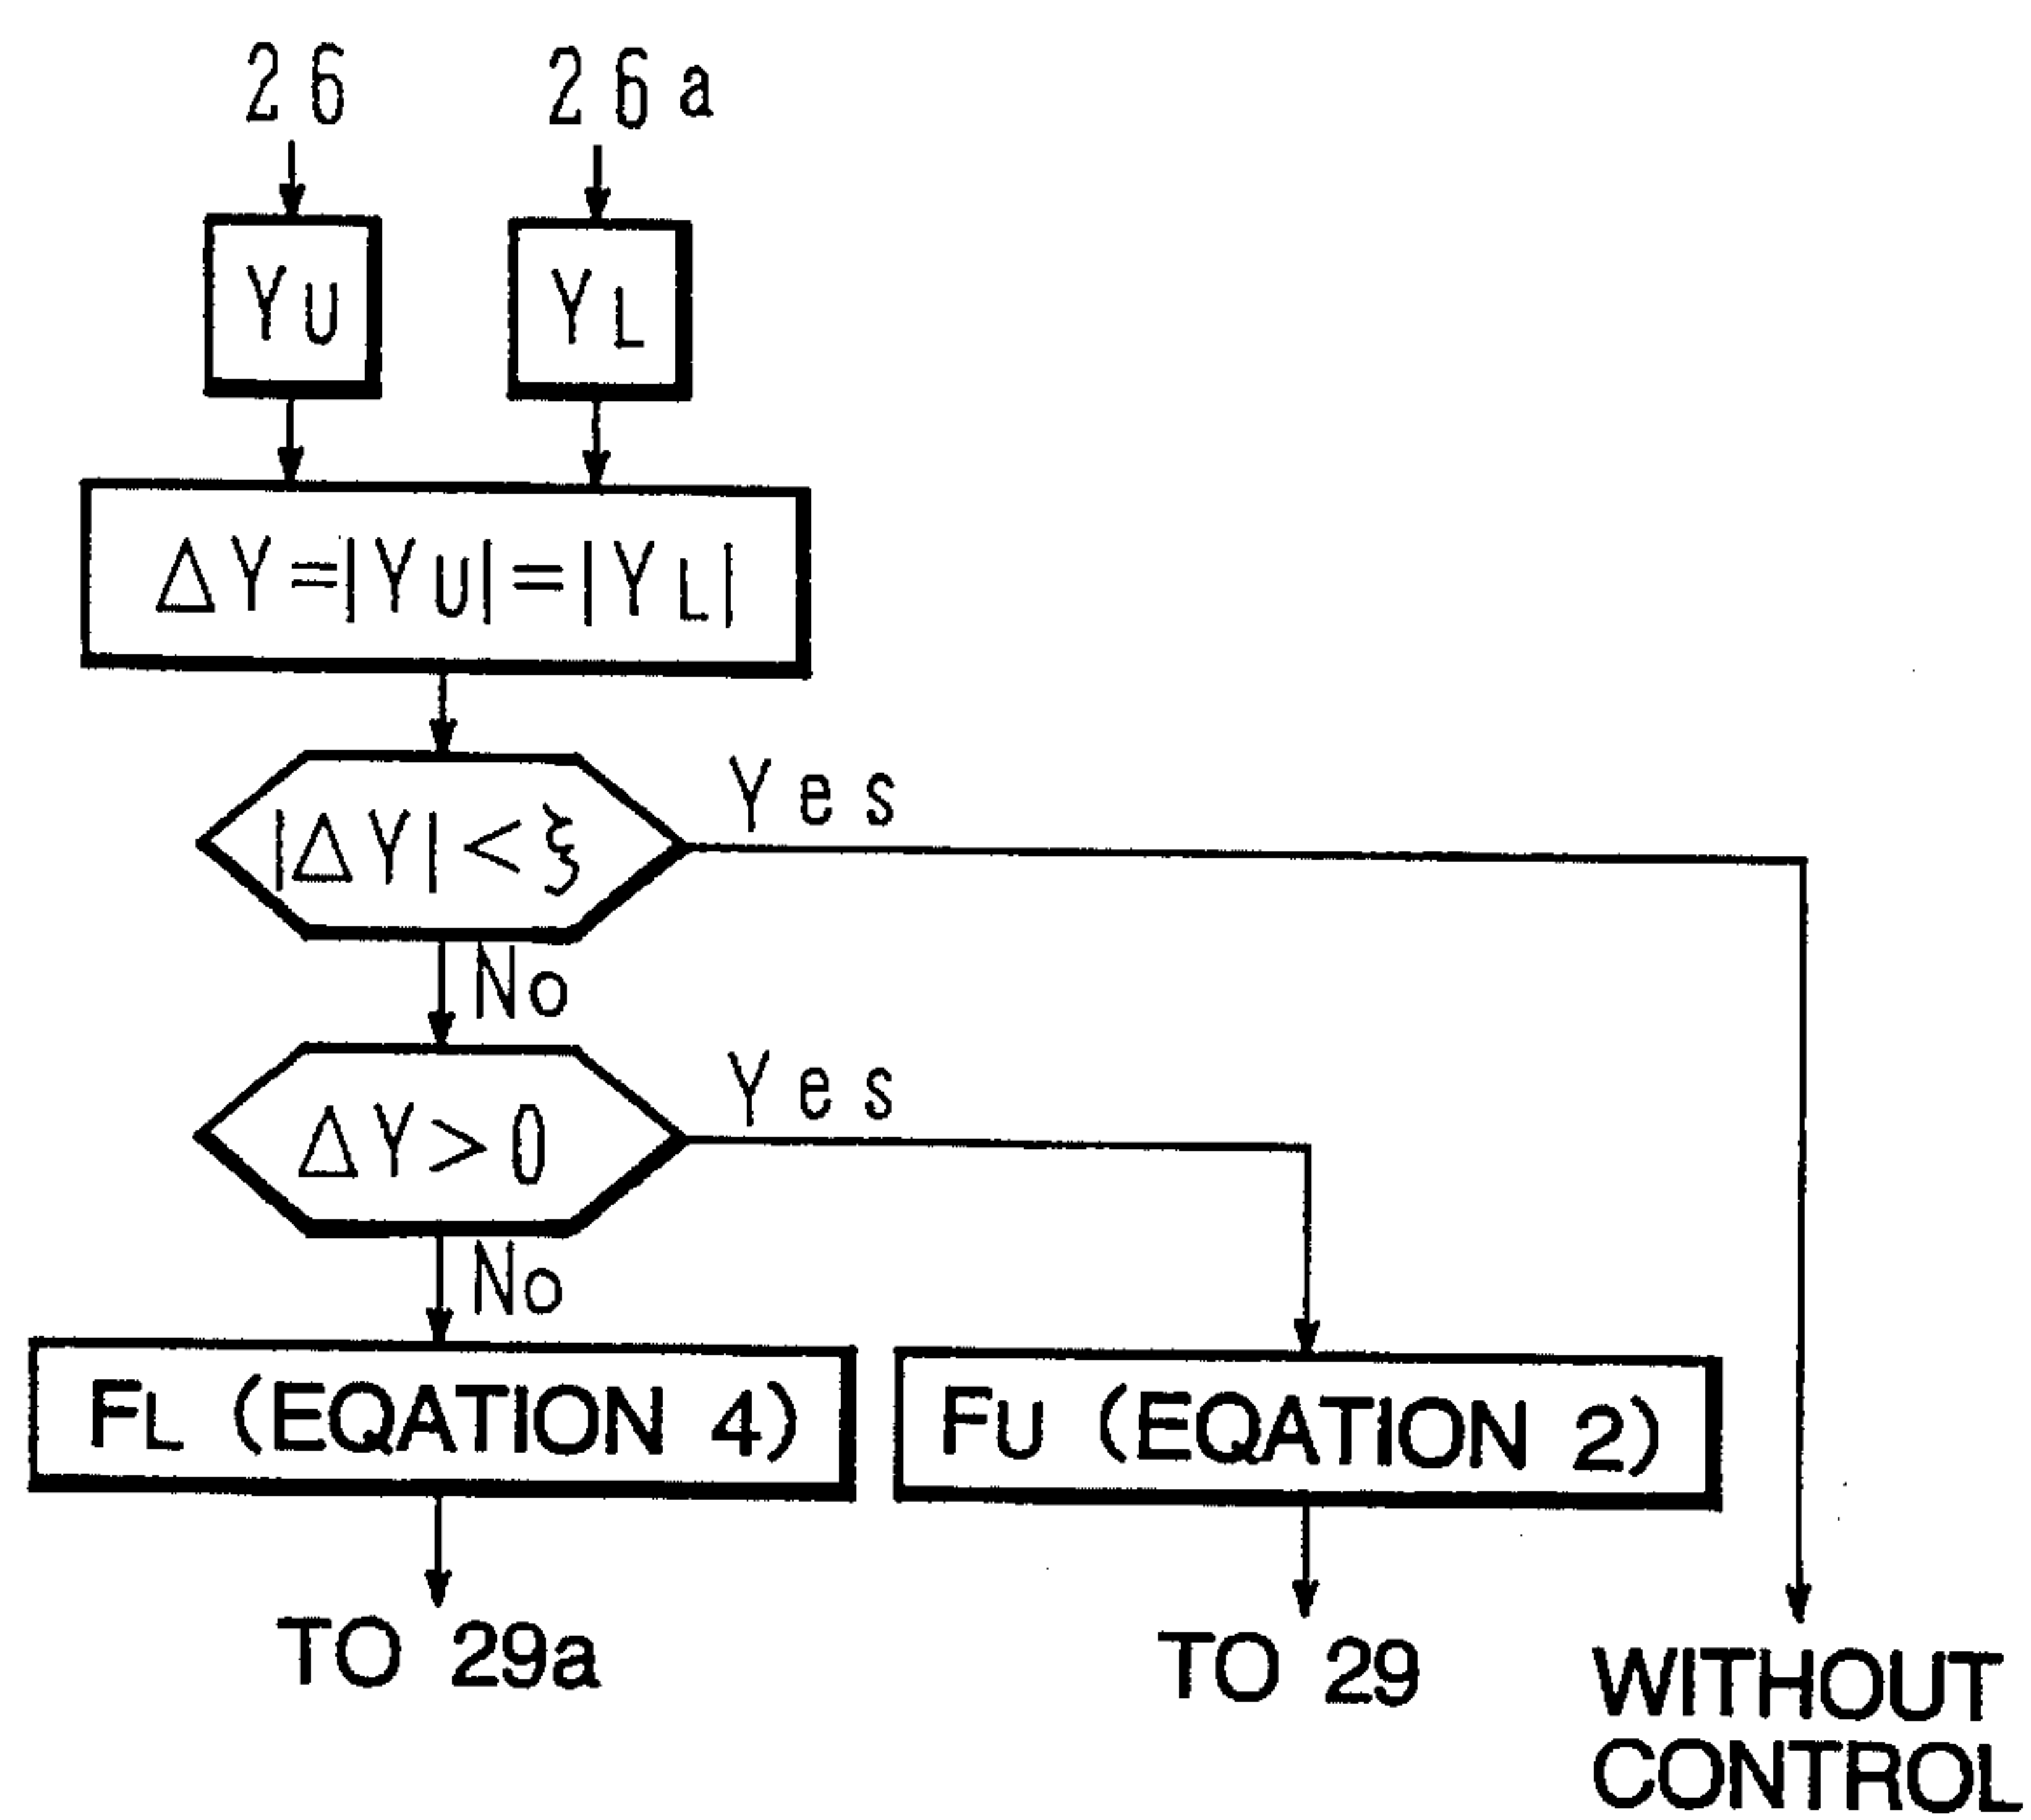 26 26a
YU YL
ΔY=|YU|=|YL|
|ΔY|<ξ Yes
No
ΔY>0 Yes
No
FL (EQATION 4) FU (EQATION 2)
TO 29a TO 29 WITHOUT
CONTROL